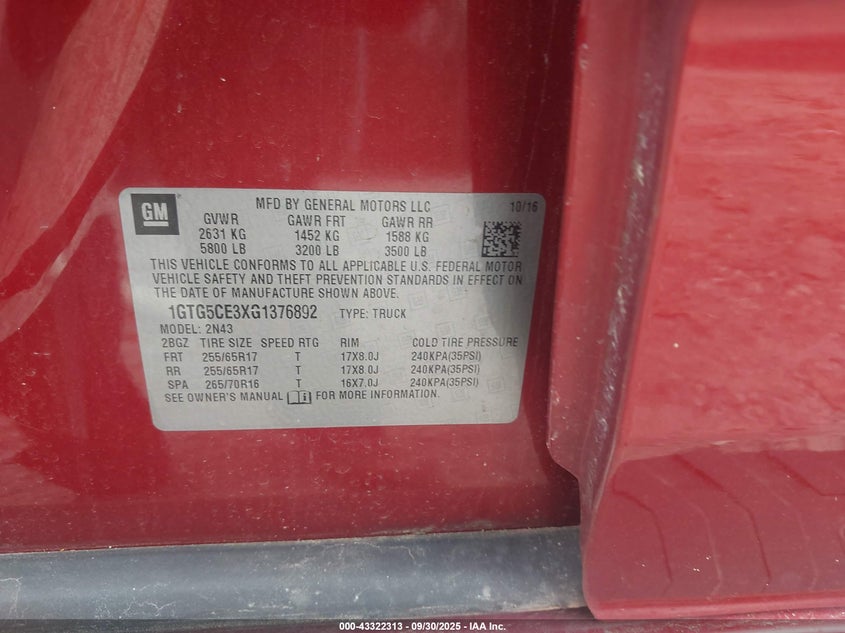 GM
MFD BY GENERAL MOTORS LLC 10/16
GVWR GAWR FRT GAWR RR
2631 KG 1452 KG 1588 KG
5800 LB 3200 LB 3500 LB
THIS VEHICLE CONFORMS TO ALL APPLICABLE U.S. FEDERAL MOTOR
VEHICLE SAFETY AND THEFT PREVENTION STANDARDS IN EFFECT ON
THE DATE OF MANUFACTURE SHOWN ABOVE.
1GTG5CE3XG1376892 TYPE: TRUCK
MODEL: 2N43
2BGZ TIRE SIZE SPEED RTG RIM COLD TIRE PRESSURE
FRT 255/65R17 T 17X8.0J 240KPA(35PSI)
RR 255/65R17 T 17X8.0J 240KPA(35PSI)
SPA 265/70R16 T 16X7.0J 240KPA(35PSI)
SEE OWNER'S MANUAL FOR MORE INFORMATION.
000-43322313 - 09/30/2025 - IAA Inc.